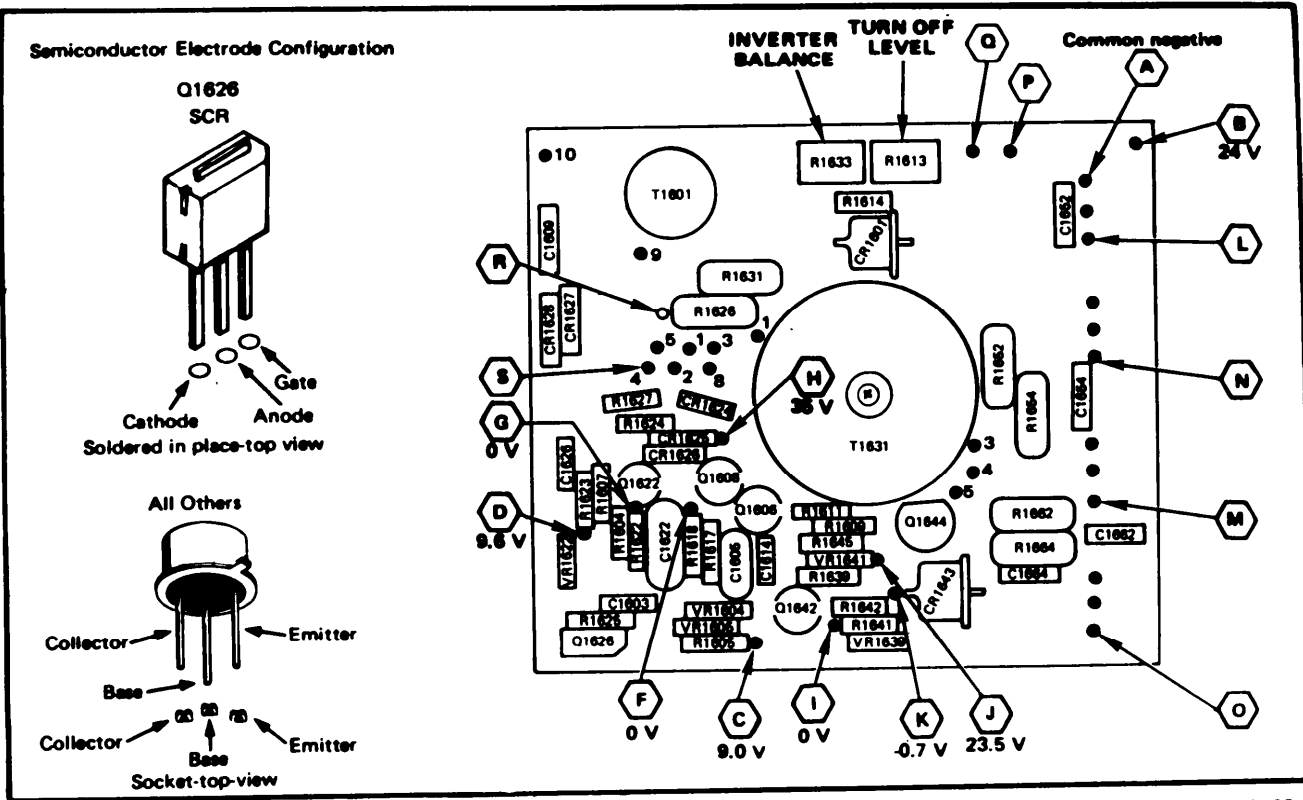 Semiconductor Electrode Configuration
Q1626
SCR
Gate
Cathode
Anode
Soldered in place-top view
All Others
Collector
Emitter
Base
Collector
Emitter
Base
Socket-top-view
INVERTER
BALANCE
TURN OFF
LEVEL
Q
P
Common negative
A
B
24 V
10
T1601
R1633
R1613
R1614
CR1601
C1662
L
C1609
9
R
R1631
R1626
CR1628
CR1627
1
5
1
3
S
4
2
8
H
35 V
R1652
R1654
C1654
N
T1631
R1627
CR1624
R1624
CR1625
CR1626
G
0 V
C1626
Q1622
Q1608
3
4
5
D
9.6 V
R1623
R1607
R1604
R1622
C1622
R1618
R1617
Q1606
C1605
C1614
VR1622
R1611
R1609
R1645
VR1641
R1639
Q1644
R1662
R1664
C1664
C1662
M
C1603
R1625
Q1626
VR1604
VR1605
R1605
Q1642
R1642
R1641
VR1639
CR1643
F
0 V
C
9.0 V
I
0 V
K
-0.7 V
J
23.5 V
O